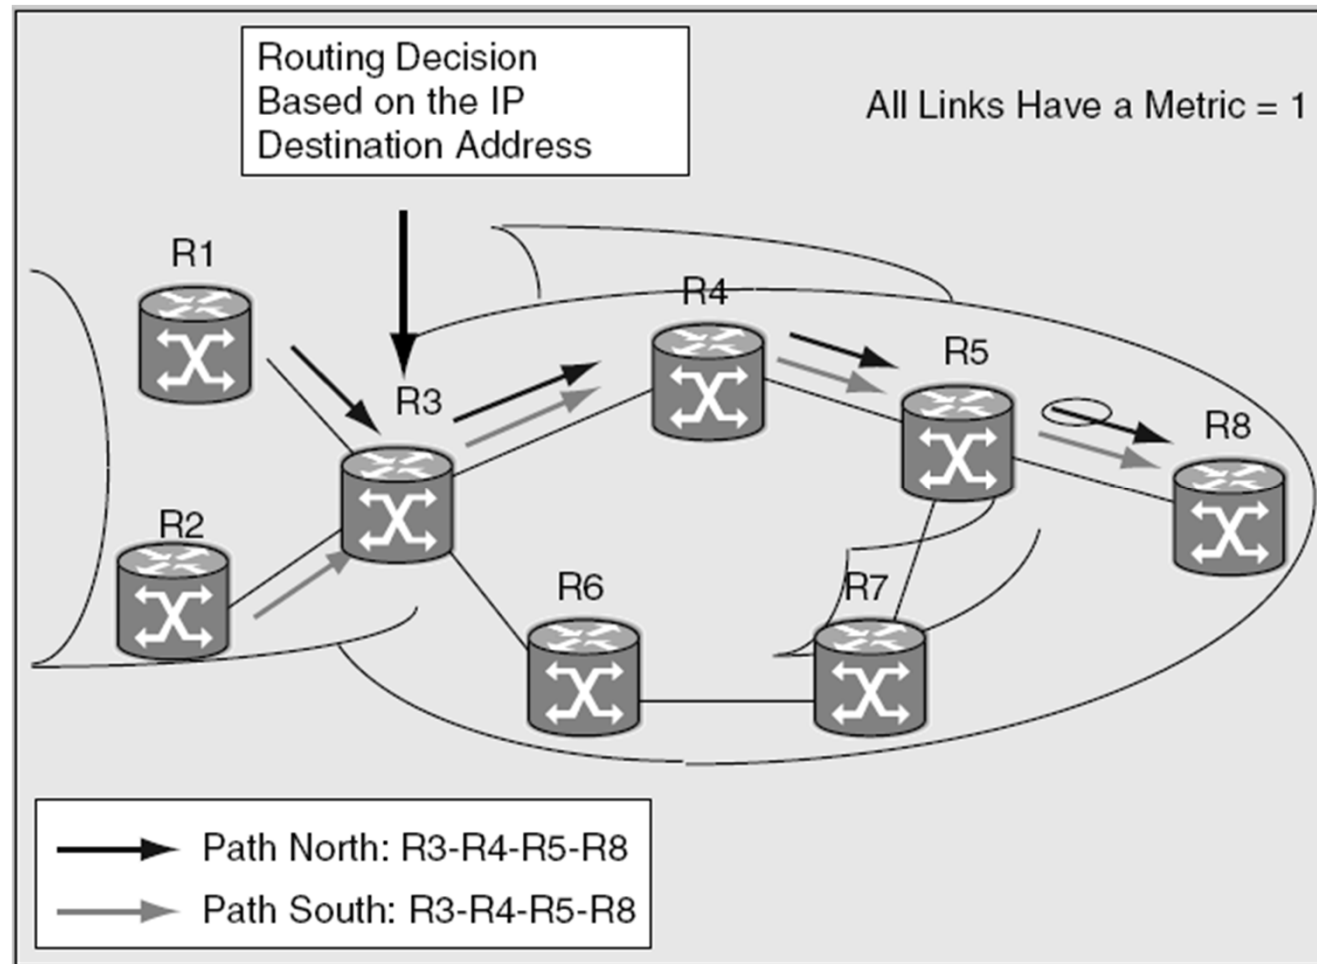 Routing Decision
Based on the IP
Destination Address
All Links Have a Metric = 1
R1
R4
R5
R3
R8
R2
R6
R7
Path North: R3-R4-R5-R8
Path South: R3-R4-R5-R8